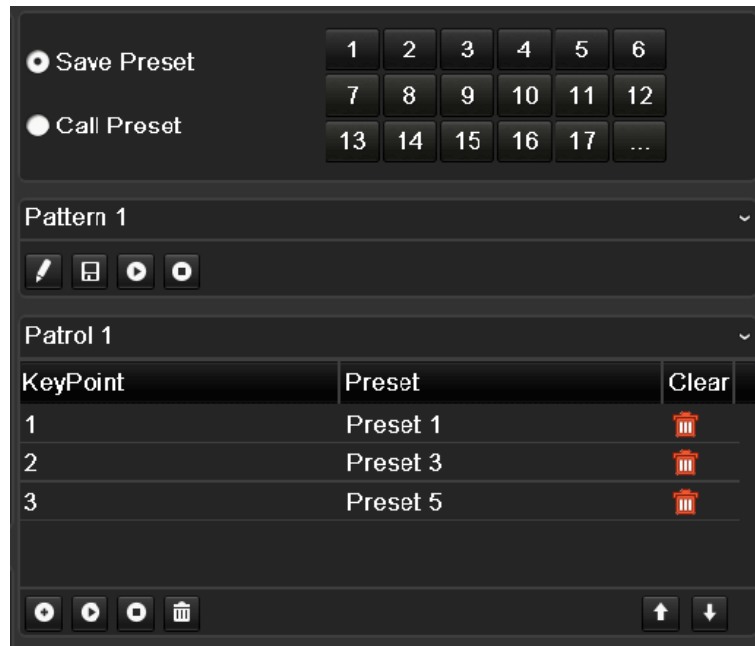 Save Preset
Call Preset
1 2 3 4 5 6
7 8 9 10 11 12
13 14 15 16 17 ...
Pattern 1
Patrol 1
KeyPoint Preset Clear
1 Preset 1
2 Preset 3
3 Preset 5